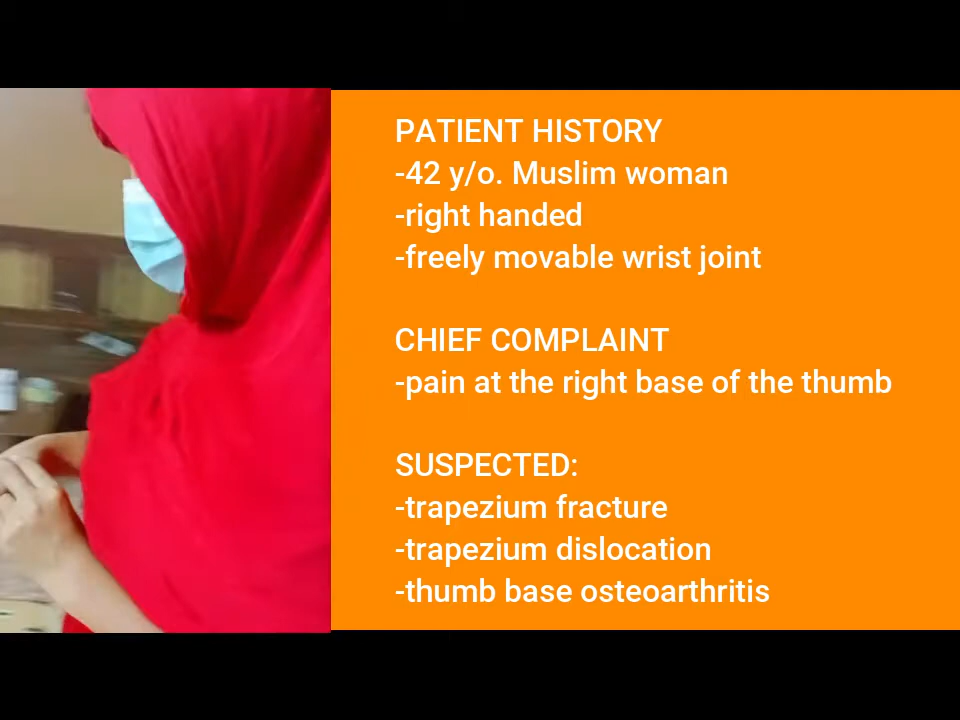 PATIENT HISTORY
-42 y/o. Muslim woman
-right handed
-freely movable wrist joint
CHIEF COMPLAINT
-pain at the right base of the thumb
SUSPECTED:
-trapezium fracture
-trapezium dislocation
-thumb base osteoarthritis